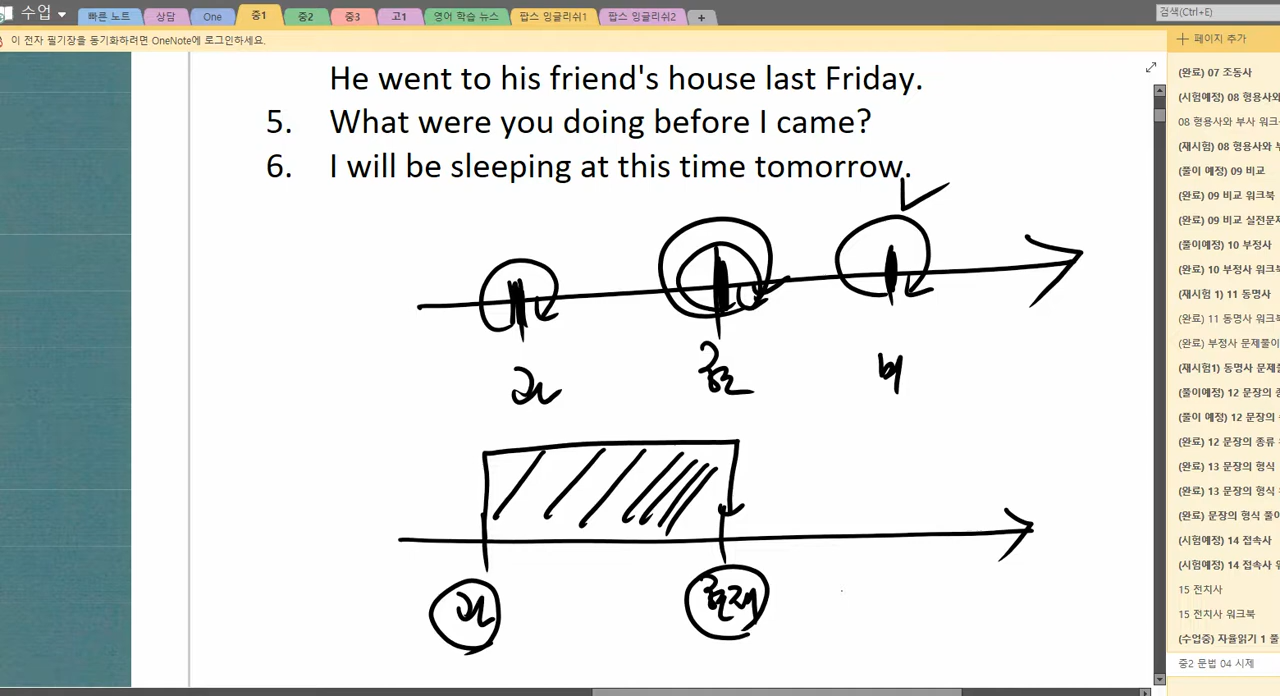 수업
빠른 노트 상담 One 중1 중2 중3 고1 영어 학습 뉴스 팝스 잉글리쉬1 팝스 잉글리쉬2 +
검색(Ctrl+E)
이 전자 필기장을 동기화하려면 OneNote에 로그인하세요.
페이지 추가
He went to his friend's house last Friday.
5. What were you doing before I came?
6. I will be sleeping at this time tomorrow.
과
현
미
과
현재
(완료) 07 조동사
(시험예정) 08 형용사와
08 형용사와 부사 워크
(재시험) 08 형용사와
(풀이 예정) 09 비교
(완료) 09 비교 워크북
(완료) 09 비교 실전문제
(풀이예정) 10 부정사
(완료) 10 부정사 워크북
(재시험 1) 11 동명사
(완료) 11 동명사 워크북
(완료) 부정사 문제풀이
(재시험1) 동명사 문제풀
(풀이예정) 12 문장의 종
(풀이 예정) 12 문장의
(완료) 12 문장의 종류
(완료) 13 문장의 형식
(완료) 13 문장의 형식
(완료) 문장의 형식
(시험예정) 14 접속사
(시험예정) 14 접속사 워
15 전치사
15 전치사 워크북
(수업중) 자율읽기 1 풀
중2 문법 04 시제